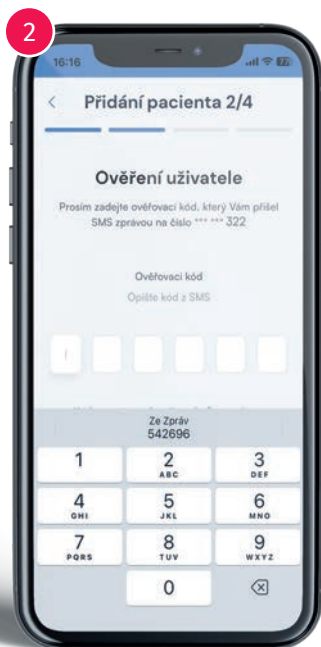 2
16:16
77
Přidání pacienta 2/4
Ověření uživatele
Prosím zadejte ověřovací kód, který Vám přišel
SMS zprávou na číslo *** *** 322
Ověřovací kód
Opište kód z SMS
Ze Zpráv
542696
1
2 ABC
3 DEF
4 GHI
5 JKL
6 MNO
7 PQRS
8 TUV
9 WXYZ
0